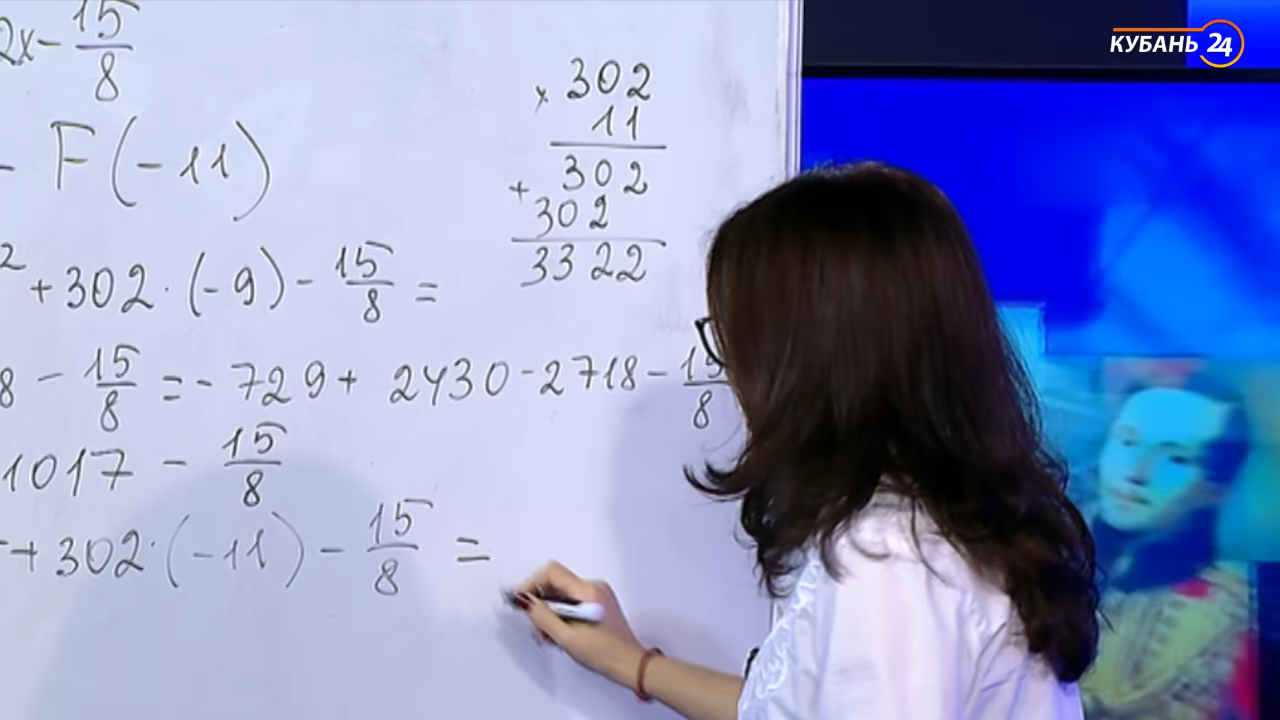 2x - 15/8
- F(-11)
² + 302 · (-9) - 15/8 =
8 - 15/8 = - 729 + 2430 - 2718 - 15/8
1017 - 15/8
+ 302 · (-11) - 15/8 =
× 302
11
302
+ 302
3322
КУБАНЬ 24